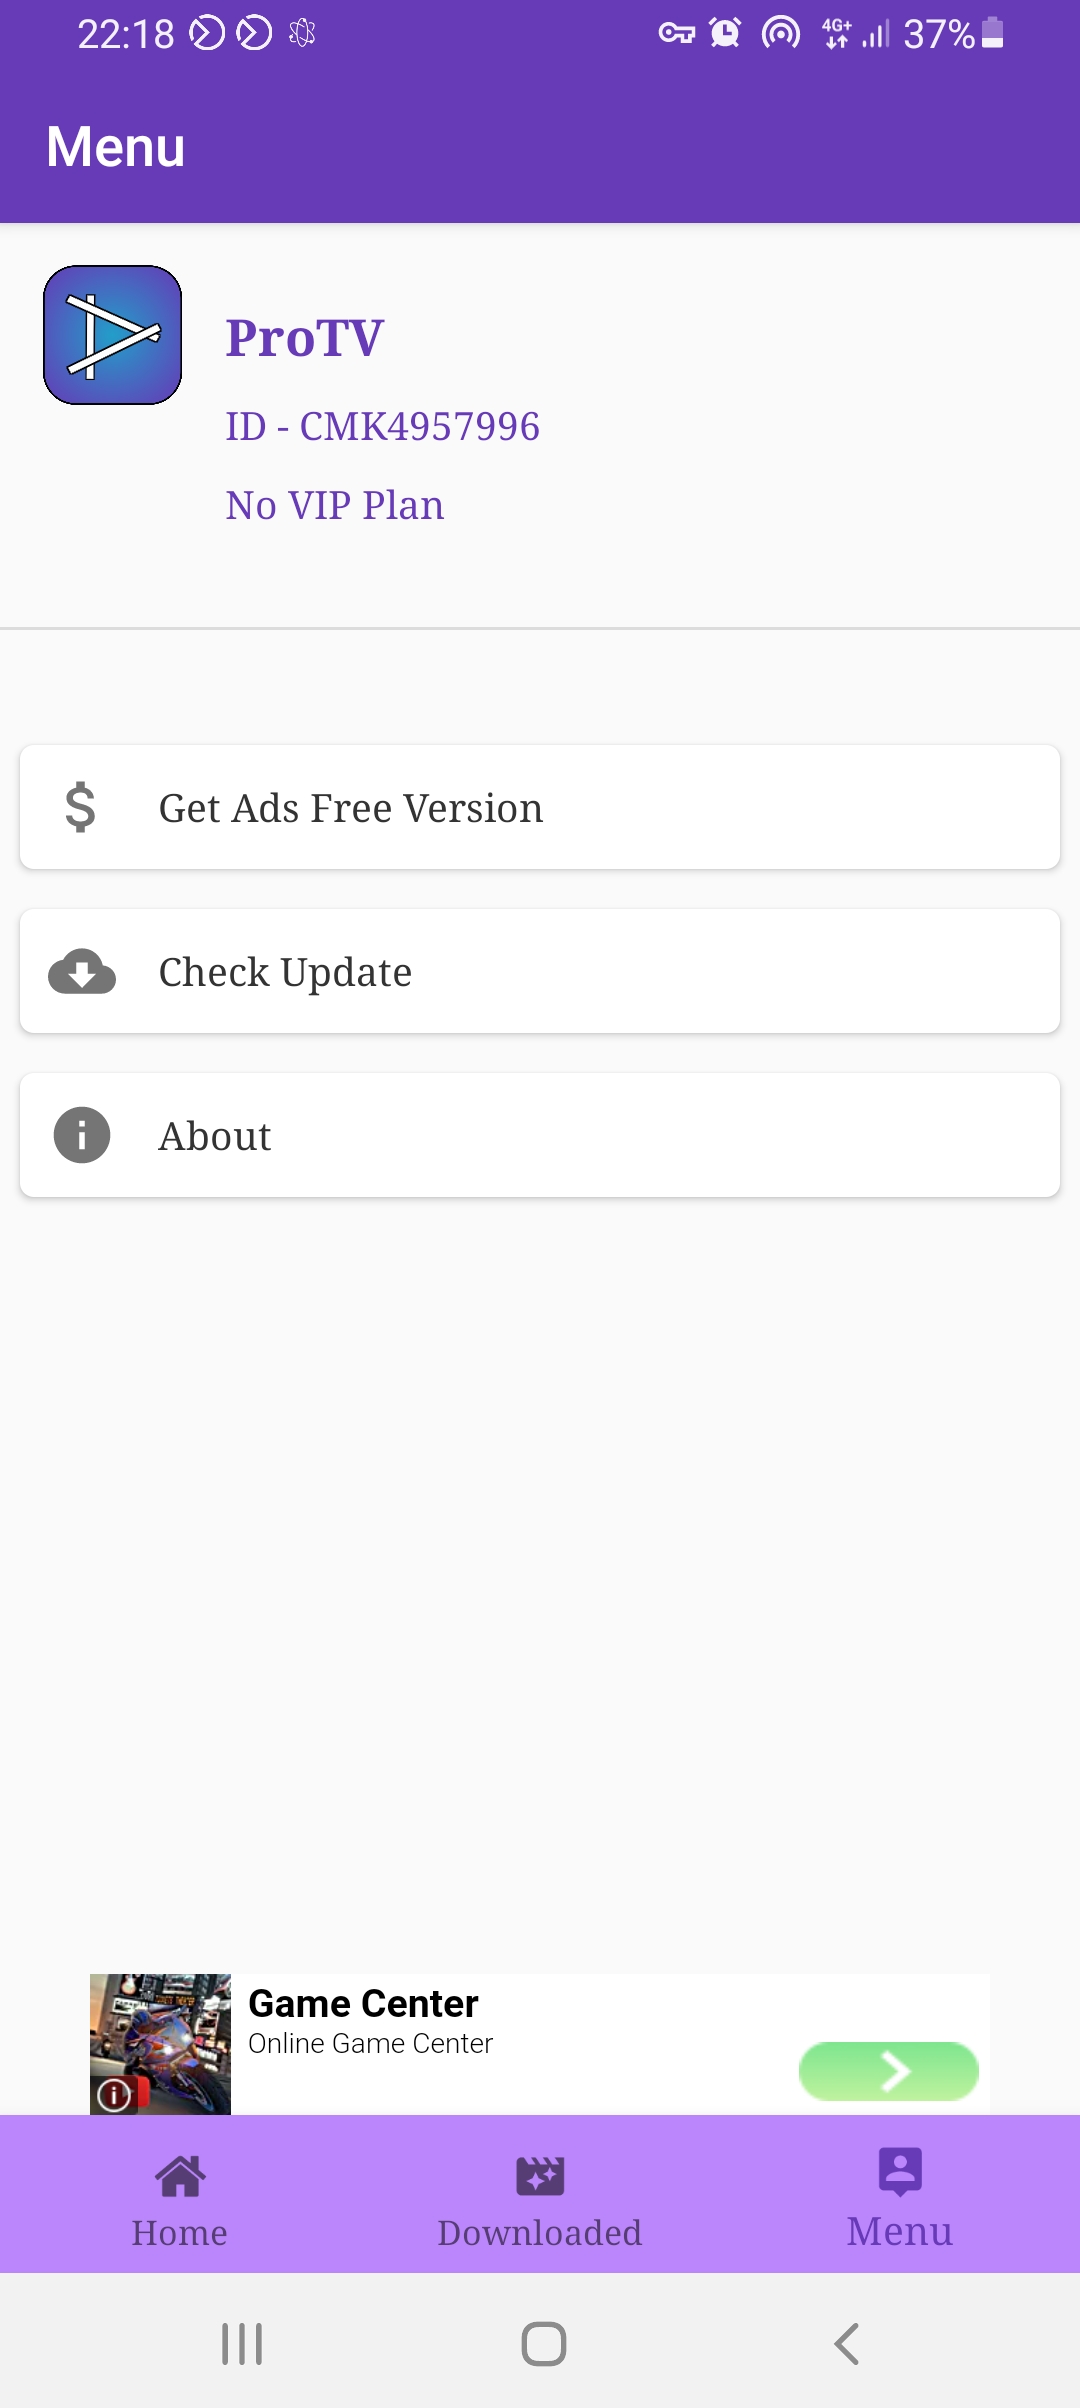 22:18 4G+ 37%
Menu
ProTV
ID - CMK4957996
No VIP Plan
Get Ads Free Version
Check Update
About
Game Center
Online Game Center
Home Downloaded Menu